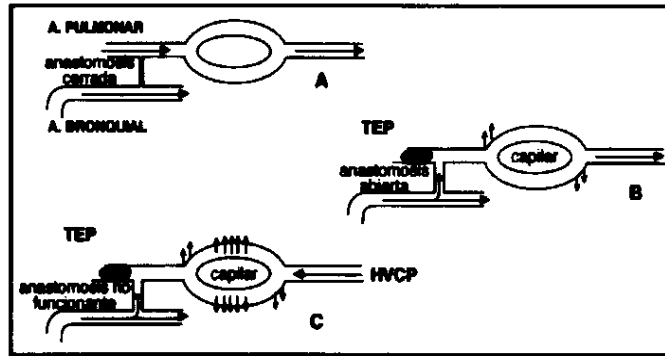 A. PULMONAR
anastomosis
cerrada
A
A. BRONQUIAL
TEP
capilar
anastomosis
abierta
B
TEP
capilar
HVCP
anastomosis no
funcionante
C